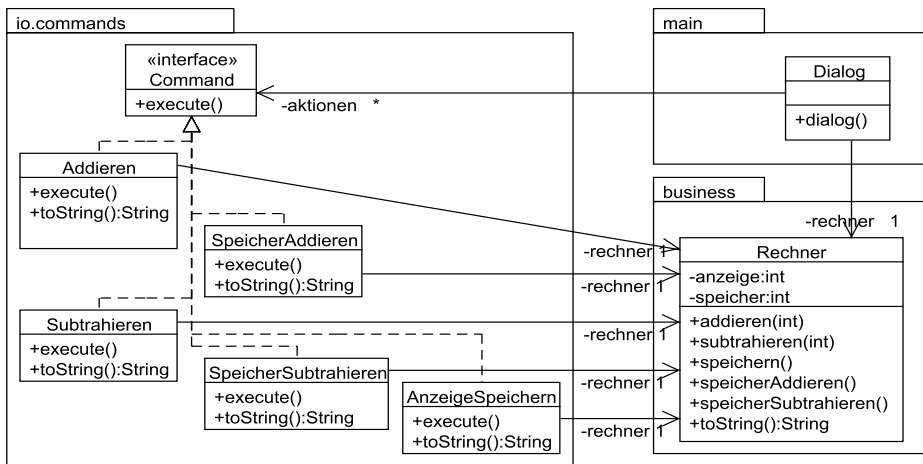 io.commands
«interface»
Command
+execute()
-aktionen *
Addieren
+execute()
+toString():String
SpeicherAddieren
+execute()
+toString():String
Subtrahieren
+execute()
+toString():String
SpeicherSubtrahieren
+execute()
+toString():String
AnzeigeSpeichern
+execute()
+toString():String
main
Dialog
+dialog()
business
-rechner 1
-rechner 1
-rechner 1
-rechner 1
-rechner 1
-rechner 1
Rechner
-anzeige:int
-speicher:int
+addieren(int)
+subtrahieren(int)
+speichern()
+speicherAddieren()
+speicherSubtrahieren()
+toString():String